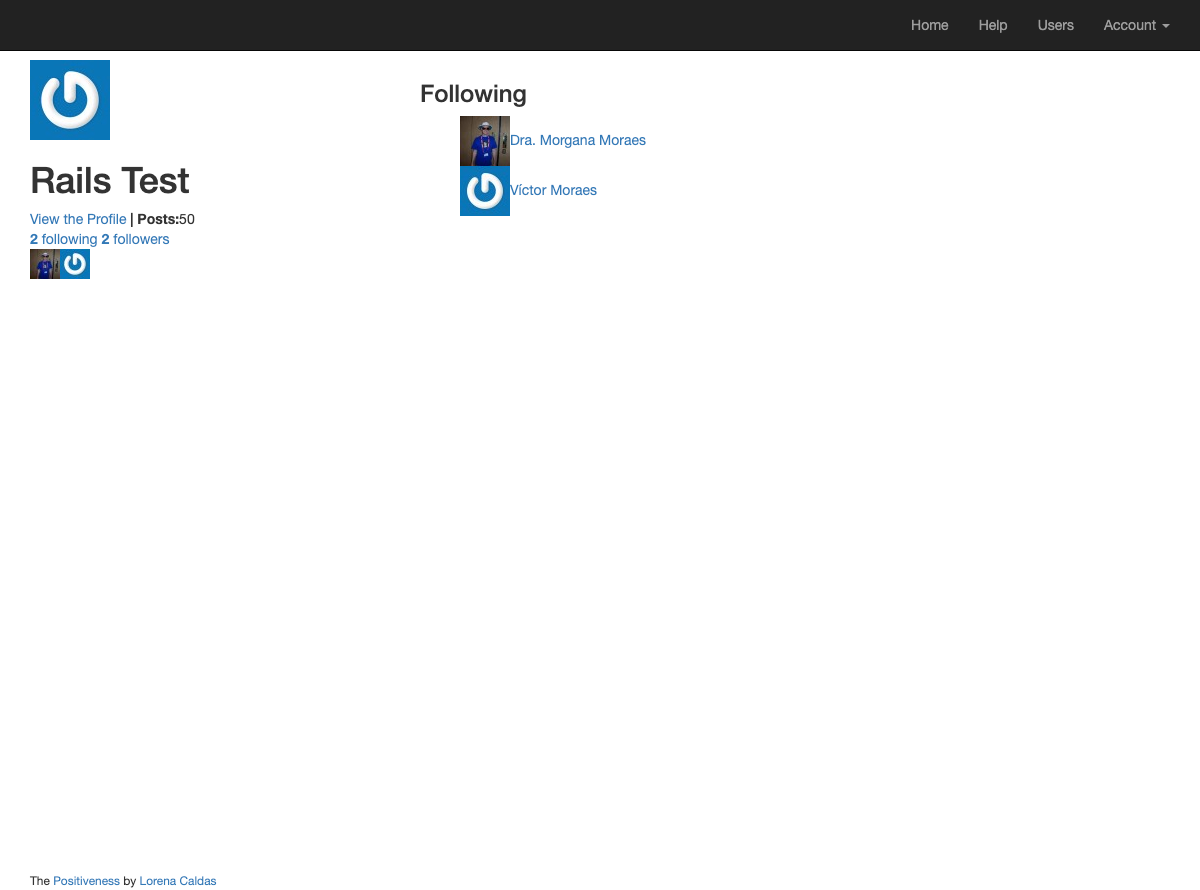 Home Help Users Account
Following
Dra. Morgana Moraes
Víctor Moraes
Rails Test
View the Profile | Posts:50
2 following 2 followers
The Positiveness by Lorena Caldas